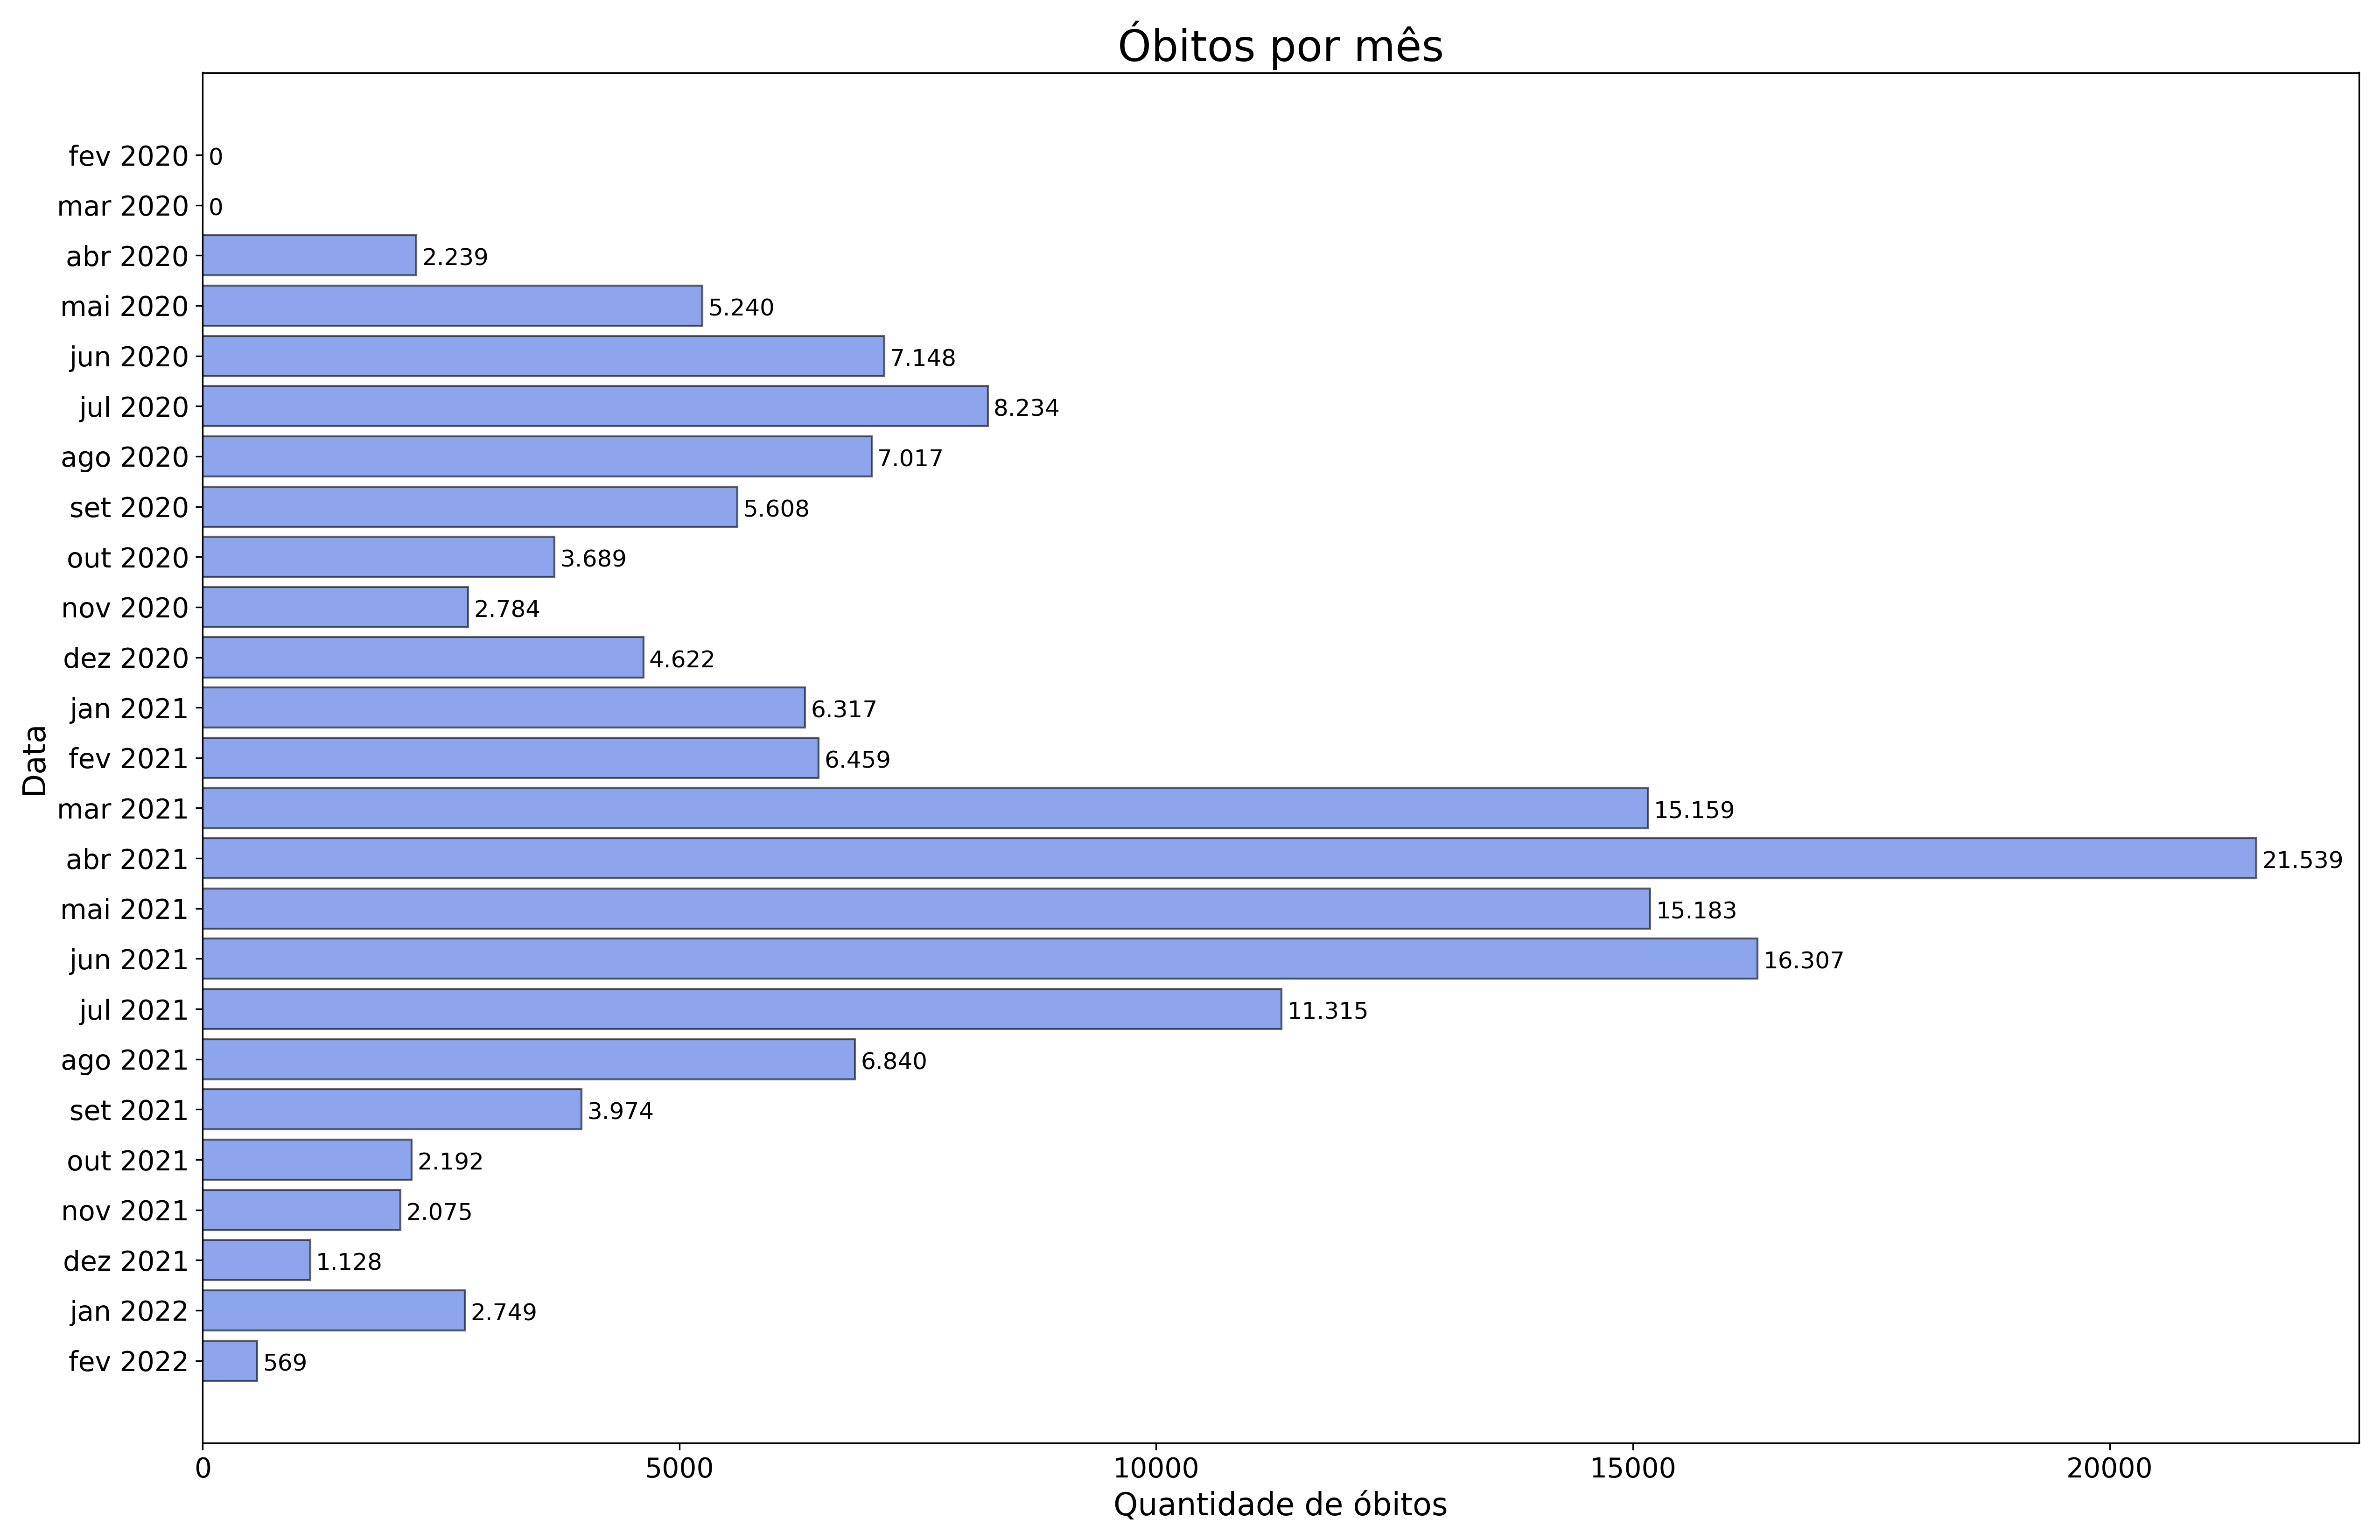 Óbitos por mês
fev 2020 0
mar 2020 0
abr 2020 2.239
mai 2020 5.240
jun 2020 7.148
jul 2020 8.234
ago 2020 7.017
set 2020 5.608
out 2020 3.689
nov 2020 2.784
dez 2020 4.622
jan 2021 6.317
fev 2021 6.459
Data
mar 2021 15.159
abr 2021 21.539
mai 2021 15.183
jun 2021 16.307
jul 2021 11.315
ago 2021 6.840
set 2021 3.974
out 2021 2.192
nov 2021 2.075
dez 2021 1.128
jan 2022 2.749
fev 2022 569
0 5000 10000 15000 20000
Quantidade de óbitos